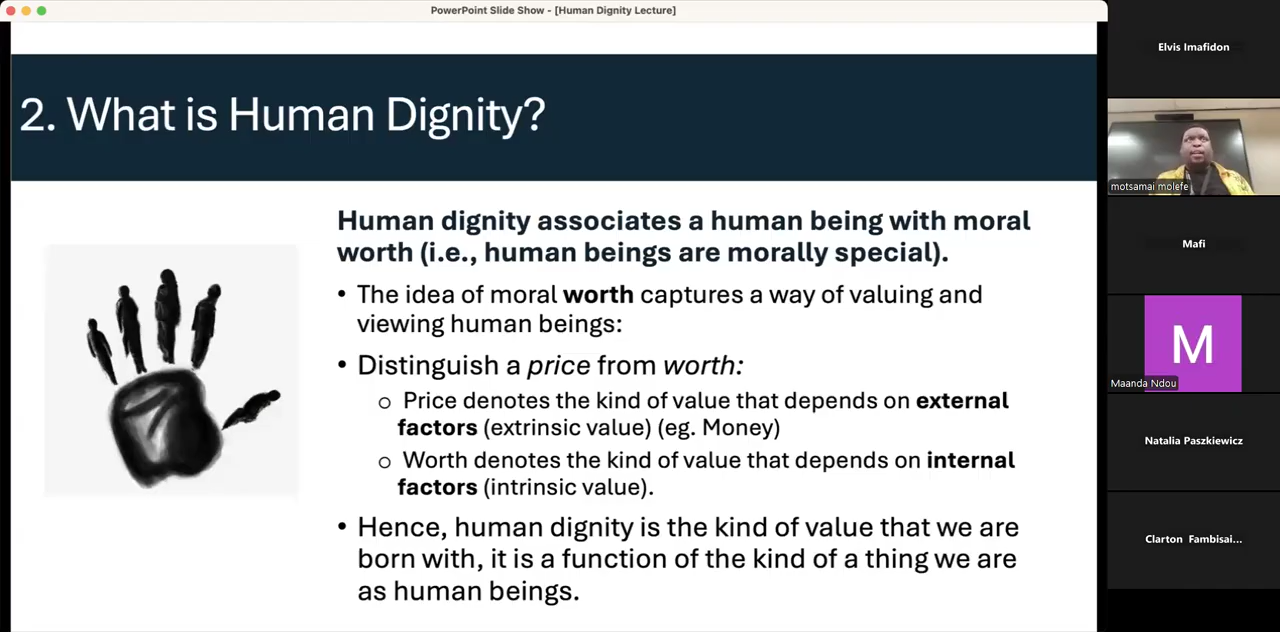 PowerPoint Slide Show - [Human Dignity Lecture]
2. What is Human Dignity?
Human dignity associates a human being with moral
worth (i.e., human beings are morally special).
• The idea of moral worth captures a way of valuing and
viewing human beings:
• Distinguish a price from worth:
o Price denotes the kind of value that depends on external
factors (extrinsic value) (eg. Money)
o Worth denotes the kind of value that depends on internal
factors (intrinsic value).
• Hence, human dignity is the kind of value that we are
born with, it is a function of the kind of a thing we are
as human beings.
Elvis Imafidon
motsamai molefe
Mafi
M
Maanda Ndou
Natalia Paszkiewicz
Clarton Fambisai...